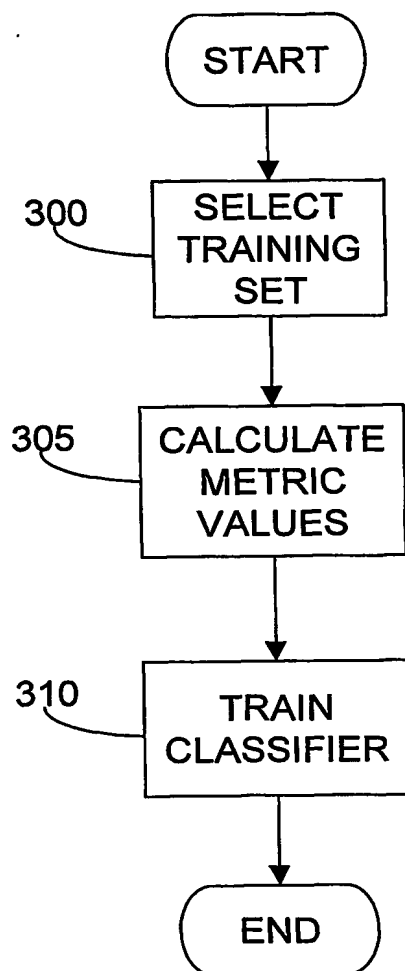 START
300
SELECT
TRAINING
SET
305
CALCULATE
METRIC
VALUES
310
TRAIN
CLASSIFIER
END